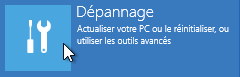 Dépannage
Actualiser votre PC ou le réinitialiser, ou
utiliser les outils avancés